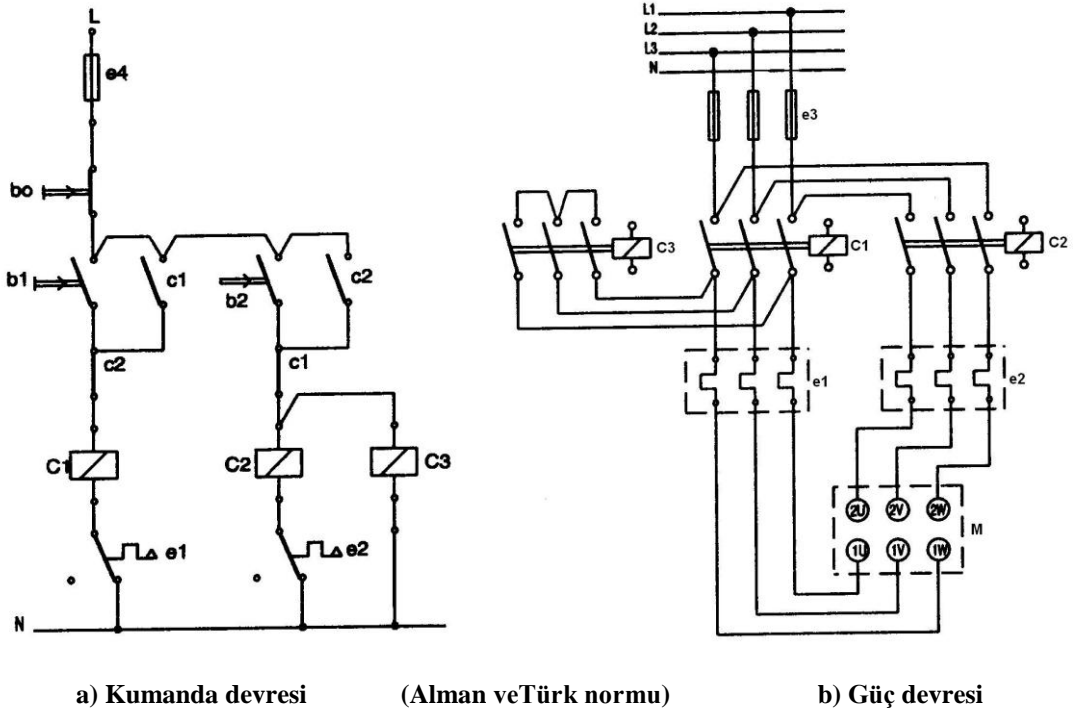 L
e4
bo
b1
c1
b2
c2
c2
c1
C1
C2
C3
e1
e2
N
L1
L2
L3
N
e3
C3
C1
C2
e1
e2
2U 2V 2W
M
1U 1V 1W
a) Kumanda devresi (Alman veTürk normu) b) Güç devresi